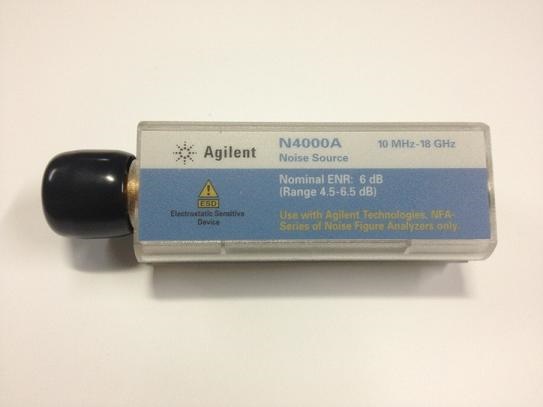 Agilent
N4000A
10 MHz-18 GHz
Noise Source
Nominal ENR: 6 dB
(Range 4.5-6.5 dB)
ESD
Electrostatic Sensitive
Device
Use with Agilent Technologies, NFA-
Series of Noise Figure Analyzers only.